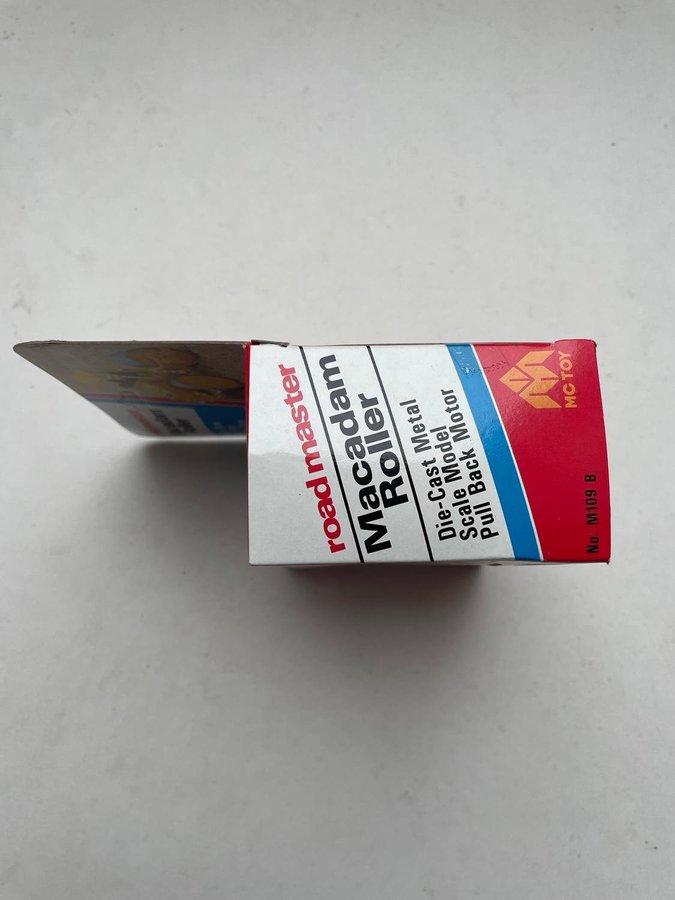 road master
Macadam
Roller
Die-Cast Metal
Scale Model
Pull Back Motor
MC TOY
No. M109 B